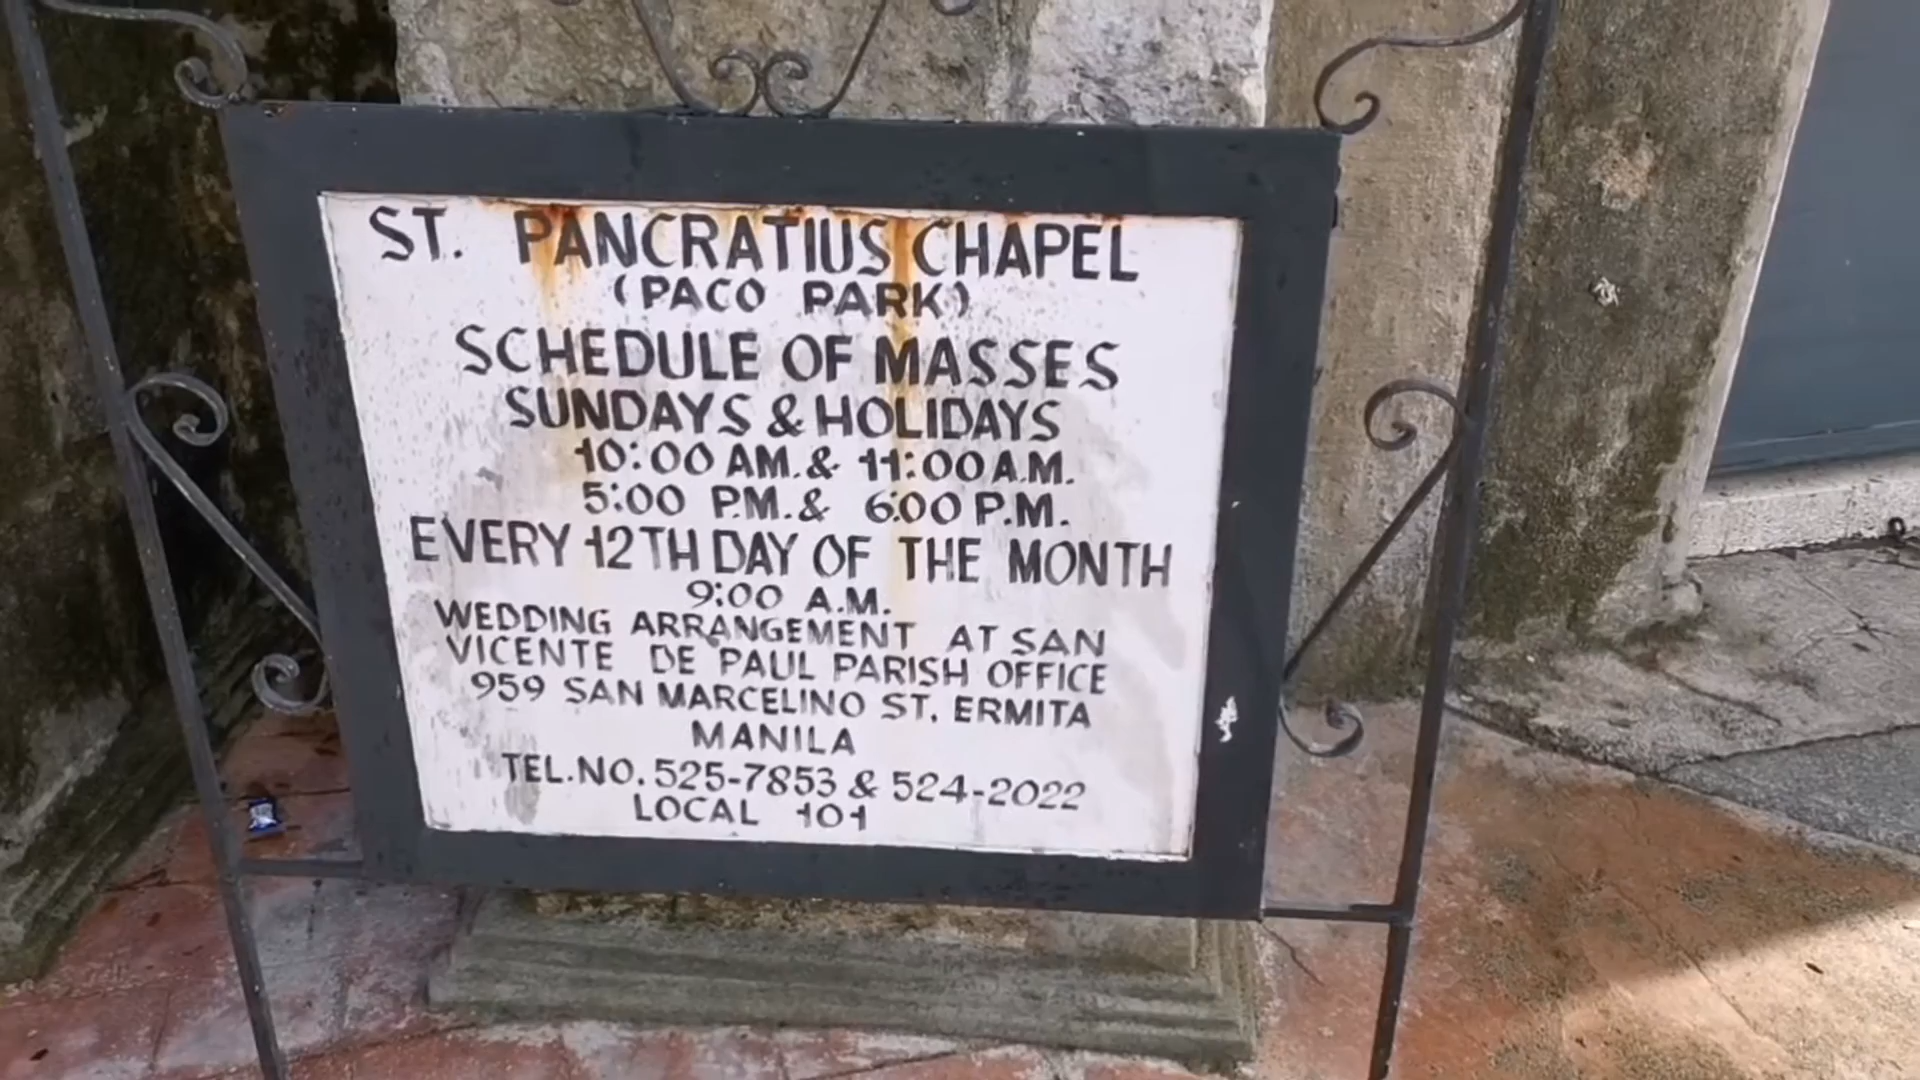 ST. PANCRATIUS CHAPEL
(PACO PARK)
SCHEDULE OF MASSES
SUNDAYS & HOLIDAYS
10:00 AM. & 11:00 A.M.
5:00 P.M. & 6:00 P.M.
EVERY 12TH DAY OF THE MONTH
9:00 A.M.
WEDDING ARRANGEMENT AT SAN
VICENTE DE PAUL PARISH OFFICE
959 SAN MARCELINO ST. ERMITA
MANILA
TEL.NO. 525-7853 & 524-2022
LOCAL 101